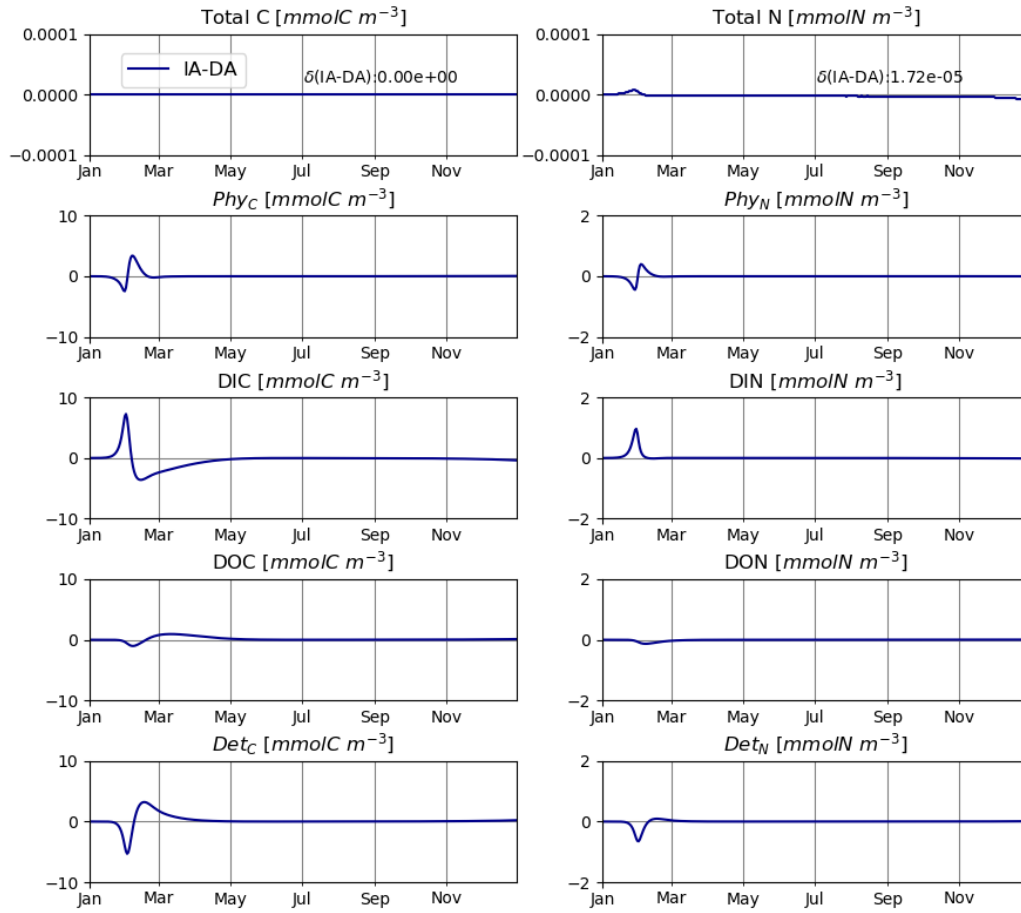 Total C [mmolC m⁻³]
Total N [mmolN m⁻³]
0.0001
0.0000
−0.0001
IA-DA
δ(IA-DA):0.00e+00
Jan Mar May Jul Sep Nov
0.0001
0.0000
−0.0001
δ(IA-DA):1.72e-05
Jan Mar May Jul Sep Nov
Phy_C [mmolC m⁻³]
Phy_N [mmolN m⁻³]
10
0
−10
Jan Mar May Jul Sep Nov
2
0
−2
Jan Mar May Jul Sep Nov
DIC [mmolC m⁻³]
DIN [mmolN m⁻³]
10
0
−10
Jan Mar May Jul Sep Nov
2
0
−2
Jan Mar May Jul Sep Nov
DOC [mmolC m⁻³]
DON [mmolN m⁻³]
10
0
−10
Jan Mar May Jul Sep Nov
2
0
−2
Jan Mar May Jul Sep Nov
Det_C [mmolC m⁻³]
Det_N [mmolN m⁻³]
10
0
−10
Jan Mar May Jul Sep Nov
2
0
−2
Jan Mar May Jul Sep Nov